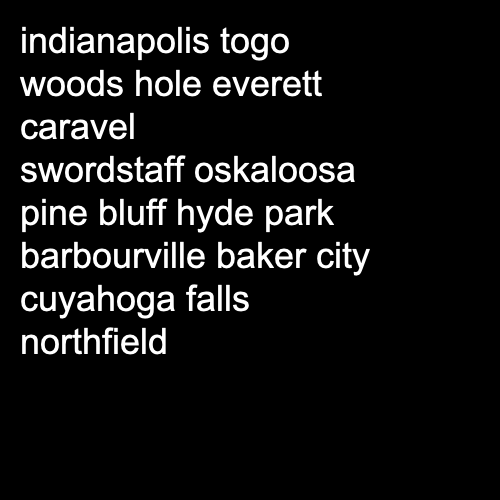 indianapolis togo
woods hole everett
caravel
swordstaff oskaloosa
pine bluff hyde park
barbourville baker city
cuyahoga falls
northfield